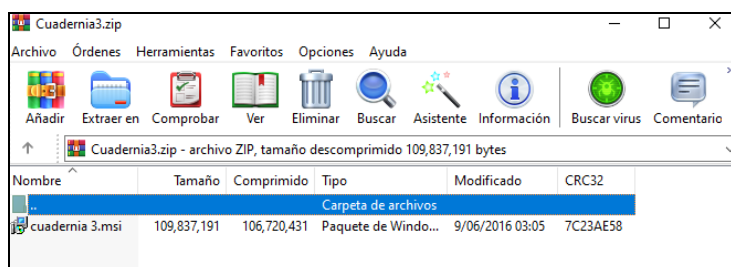 Cuadernia3.zip
Archivo Órdenes Herramientas Favoritos Opciones Ayuda
Añadir Extraer en Comprobar Ver Eliminar Buscar Asistente Información Buscar virus Comentario
Cuadernia3.zip - archivo ZIP, tamaño descomprimido 109,837,191 bytes
Nombre Tamaño Comprimido Tipo Modificado CRC32
.. Carpeta de archivos
cuadernia 3.msi 109,837,191 106,720,431 Paquete de Windo... 9/06/2016 03:05 7C23AE58